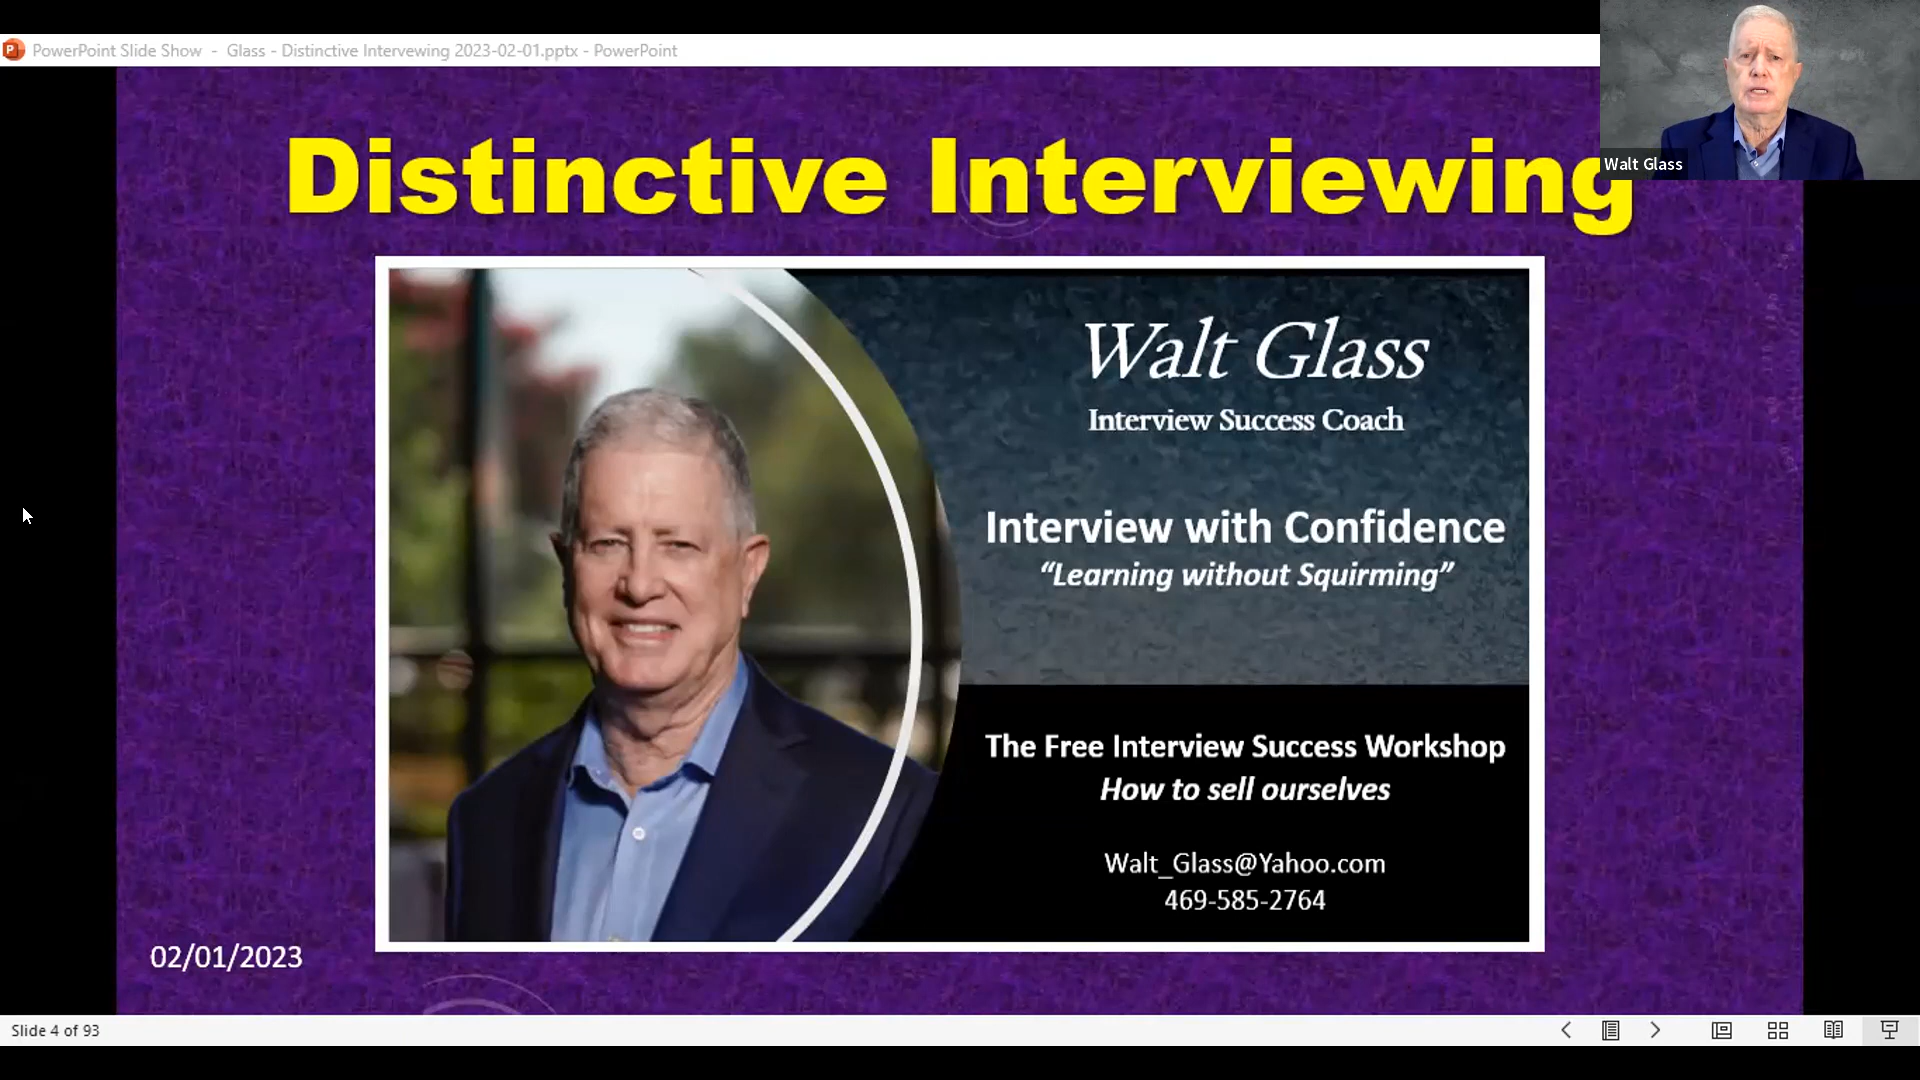 PowerPoint Slide Show - Glass - Distinctive Intervewing 2023-02-01.pptx - PowerPoint
Walt Glass
Distinctive Interviewing
Walt Glass
Interview Success Coach
Interview with Confidence
“Learning without Squirming”
The Free Interview Success Workshop
How to sell ourselves
Walt_Glass@Yahoo.com
469-585-2764
02/01/2023
Slide 4 of 93